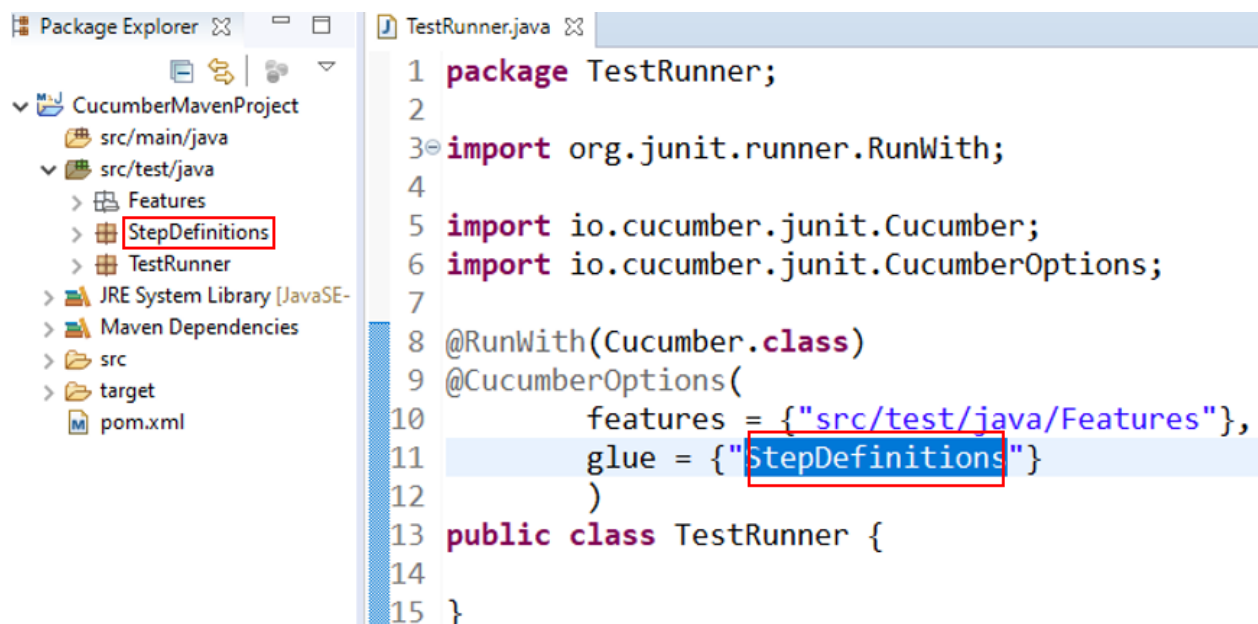 Package Explorer
CucumberMavenProject
src/main/java
src/test/java
Features
StepDefinitions
TestRunner
JRE System Library [JavaSE-
Maven Dependencies
src
target
pom.xml
TestRunner.java
1 package TestRunner;
2
3 import org.junit.runner.RunWith;
4
5 import io.cucumber.junit.Cucumber;
6 import io.cucumber.junit.CucumberOptions;
7
8 @RunWith(Cucumber.class)
9 @CucumberOptions(
10 features = {"src/test/java/Features"},
11 glue = {"StepDefinitions"}
12 )
13 public class TestRunner {
14
15 }